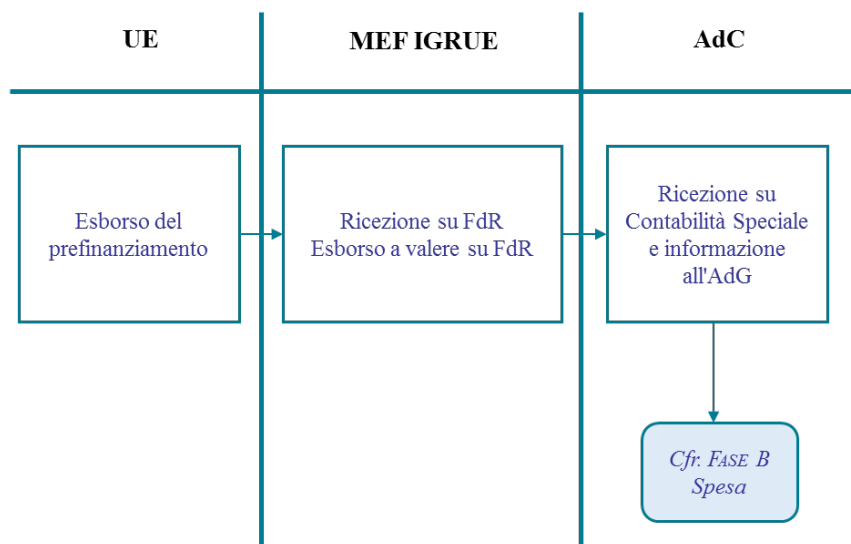 UE
MEF IGRUE
AdC
Esborso del
prefinanziamento
Ricezione su FdR
Esborso a valere su FdR
Ricezione su
Contabilità Speciale
e informazione
all'AdG
Cfr. FASE B
Spesa